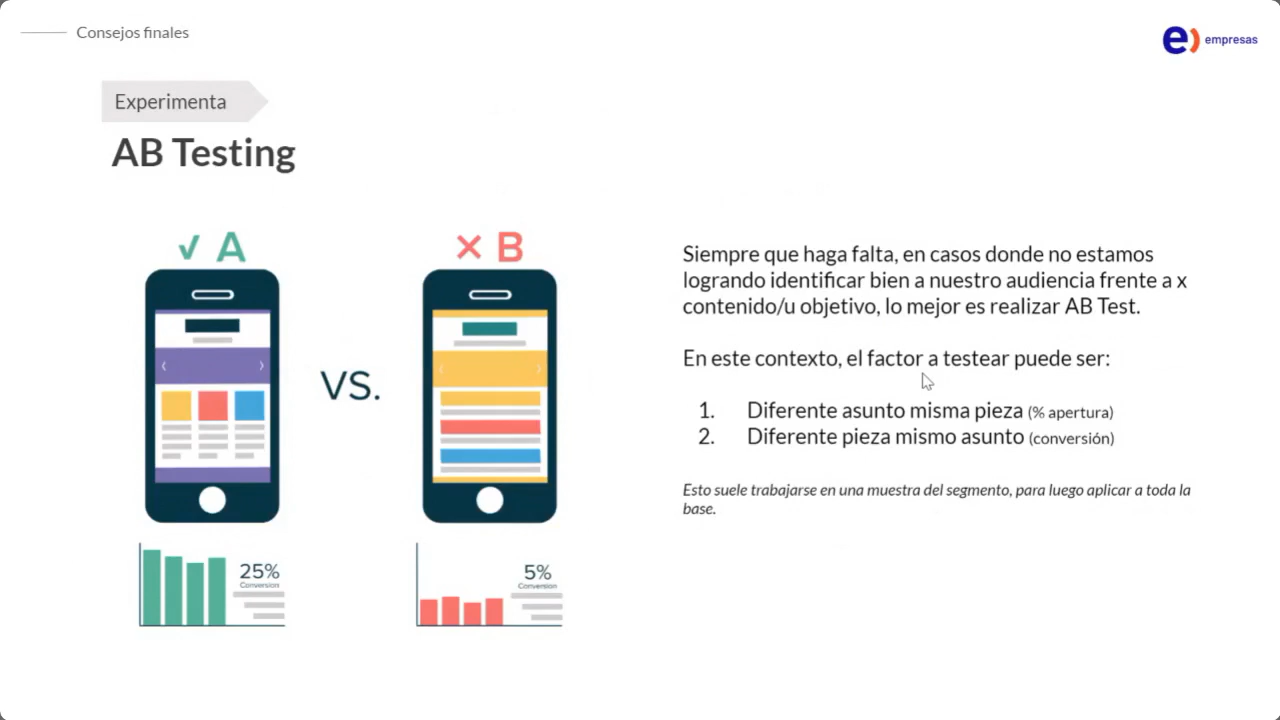 Consejos finales
e) empresas
Experimenta
AB Testing
✓ A
✕ B
VS.
25%
Conversion
5%
Conversion
Siempre que haga falta, en casos donde no estamos
logrando identificar bien a nuestro audiencia frente a x
contenido/u objetivo, lo mejor es realizar AB Test.
En este contexto, el factor a testear puede ser:
1. Diferente asunto misma pieza (% apertura)
2. Diferente pieza mismo asunto (conversión)
Esto suele trabajarse en una muestra del segmento, para luego aplicar a toda la
base.